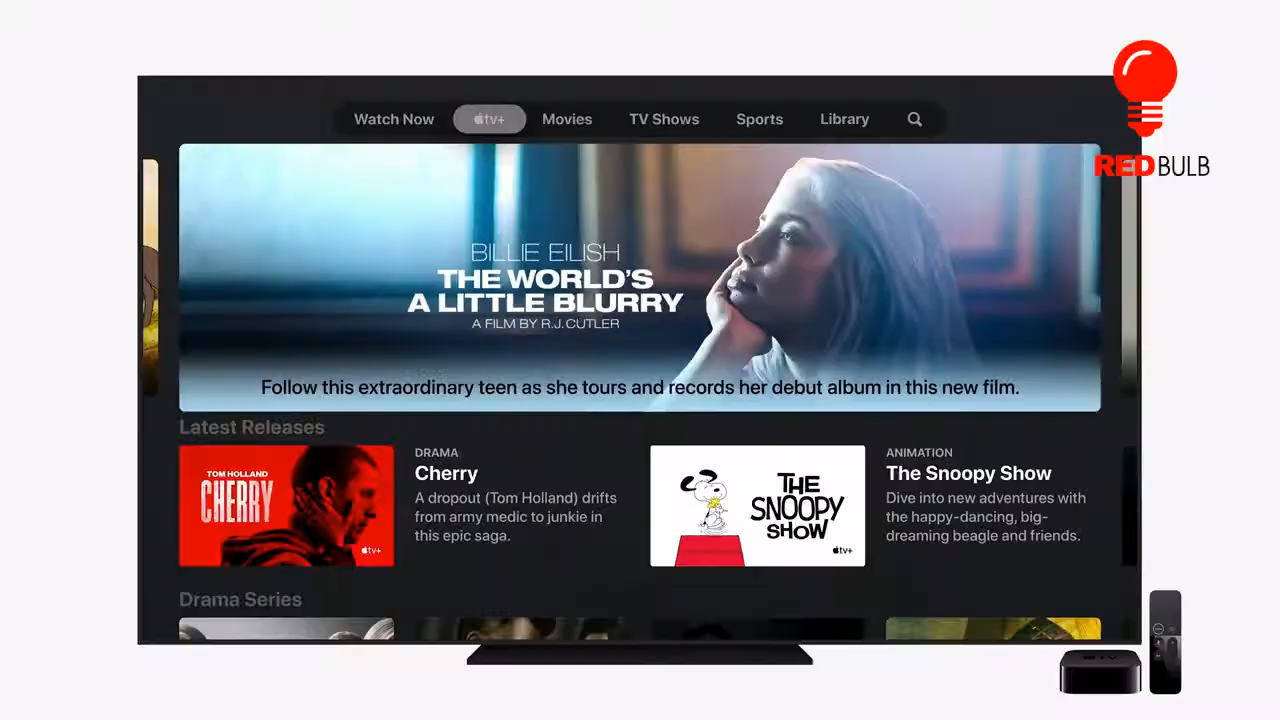 Watch Now
tv+
Movies
TV Shows
Sports
Library
REDBULB
BILLIE EILISH
THE WORLD'S
A LITTLE BLURRY
A FILM BY R.J. CUTLER
Follow this extraordinary teen as she tours and records her debut album in this new film.
Latest Releases
TOM HOLLAND
CHERRY
tv+
DRAMA
Cherry
A dropout (Tom Holland) drifts
from army medic to junkie in
this epic saga.
THE
SNOOPY
SHOW
tv+
ANIMATION
The Snoopy Show
Dive into new adventures with
the happy-dancing, big-
dreaming beagle and friends.
Drama Series